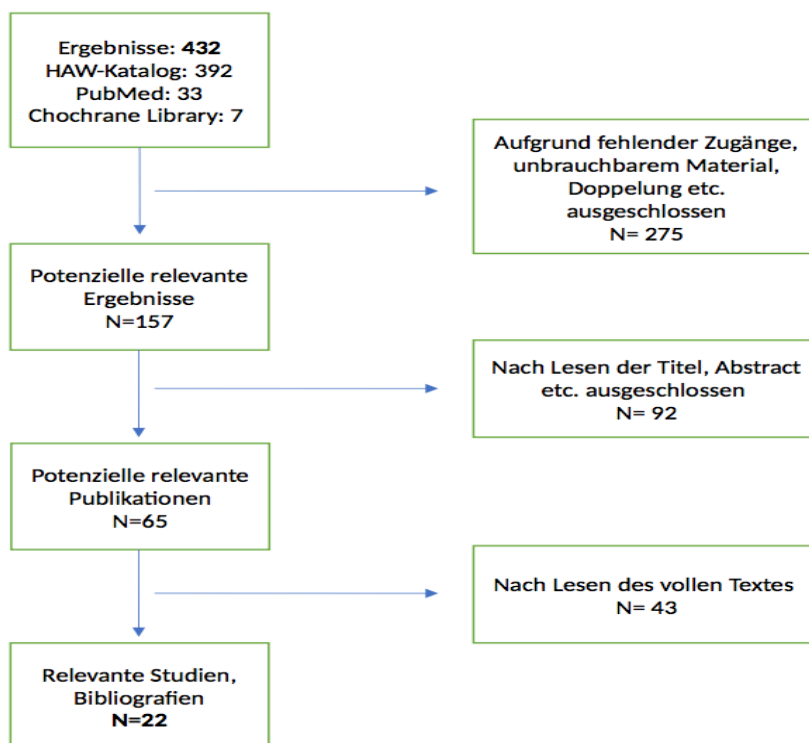 Ergebnisse: 432
HAW-Katalog: 392
PubMed: 33
Chochrane Library: 7
Aufgrund fehlender Zugänge,
unbrauchbarem Material,
Doppelung etc.
ausgeschlossen
N= 275
Potenzielle relevante
Ergebnisse
N=157
Nach Lesen der Titel, Abstract
etc. ausgeschlossen
N= 92
Potenzielle relevante
Publikationen
N=65
Nach Lesen des vollen Textes
N= 43
Relevante Studien,
Bibliografien
N=22